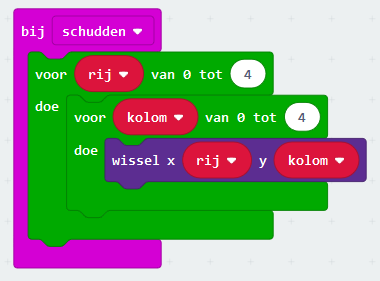 bij schudden
voor rij van 0 tot 4
doe
voor kolom van 0 tot 4
doe
wissel x rij y kolom